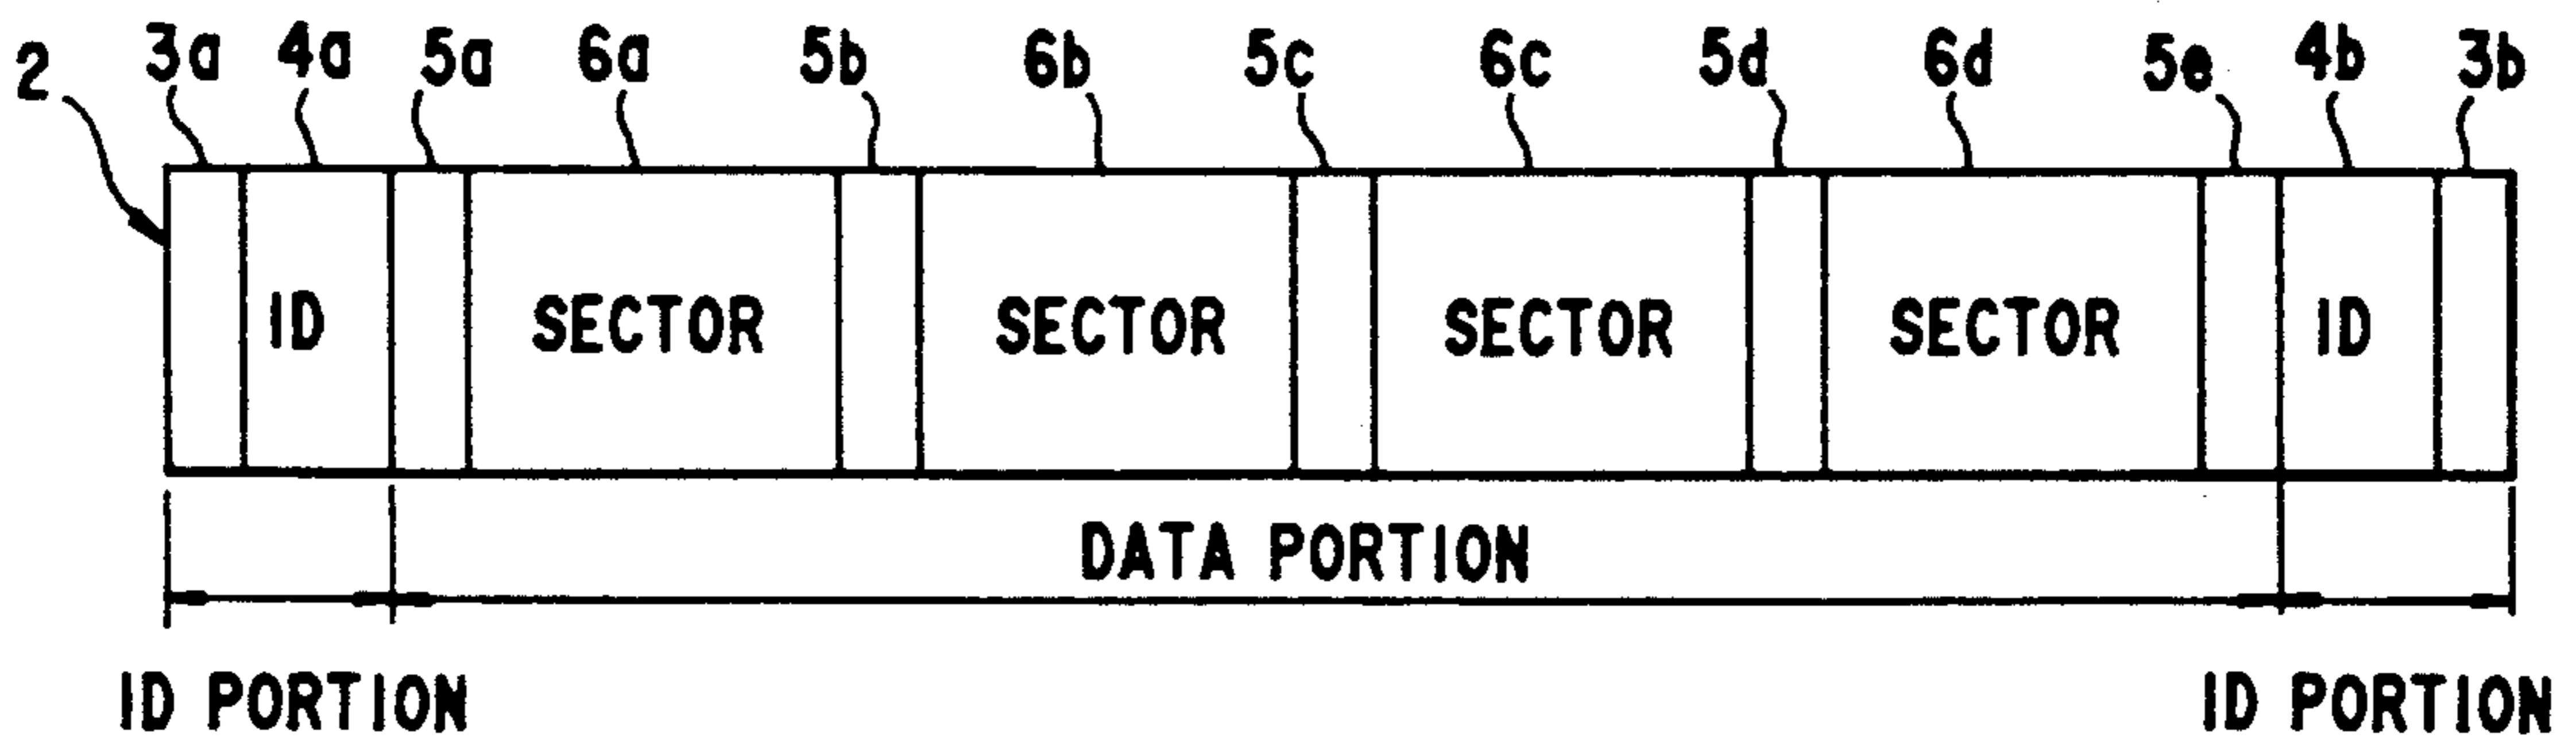 2 3a 4a 5a 6a 5b 6b 5c 6c 5d 6d 5e 4b 3b
ID SECTOR SECTOR SECTOR SECTOR ID
DATA PORTION
ID PORTION ID PORTION